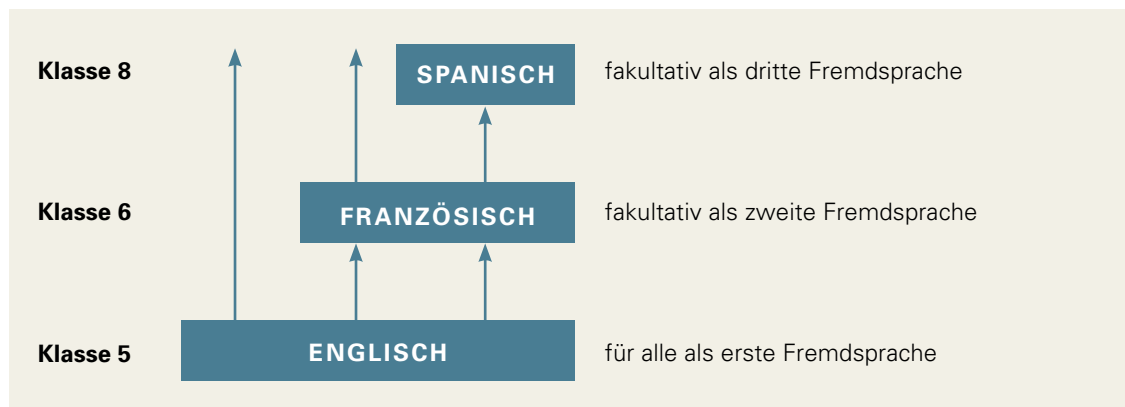 Klasse 8 SPANISCH fakultativ als dritte Fremdsprache
Klasse 6 FRANZÖSISCH fakultativ als zweite Fremdsprache
Klasse 5 ENGLISCH für alle als erste Fremdsprache